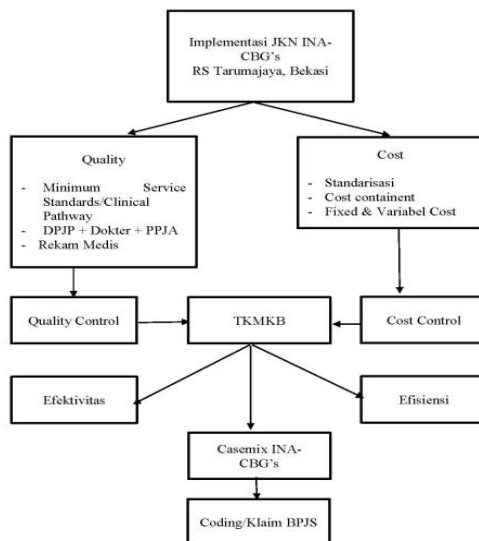 Implementasi JKN INA-
CBG's
RS Tarumajaya, Bekasi
Quality
- Minimum Service
Standards/Clinical
Pathway
- DPJP + Dokter + PPJA
- Rekam Medis
Cost
- Standarisasi
- Cost containent
- Fixed & Variabel Cost
Quality Control
TKMKB
Cost Control
Efektivitas
Efisiensi
Casemix INA-
CBG's
Coding/Klaim BPJS